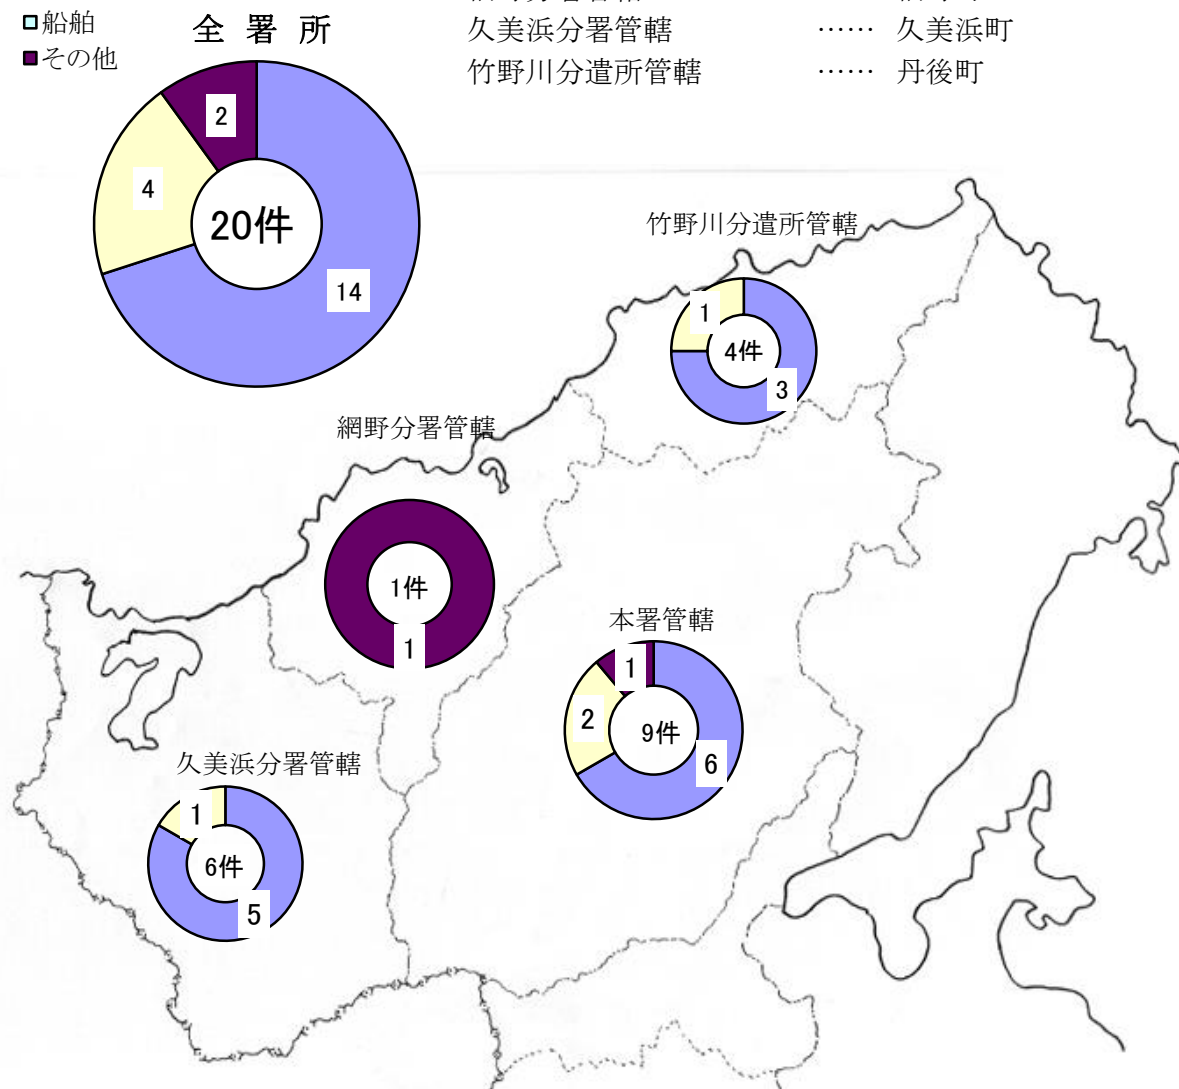 船舶
その他
全署所
久美浜分署管轄 …… 久美浜町
竹野川分遣所管轄 …… 丹後町
2
4
20件
14
竹野川分遣所管轄
1
4件
3
網野分署管轄
1件
1
本署管轄
1
2
9件
6
久美浜分署管轄
1
6件
5